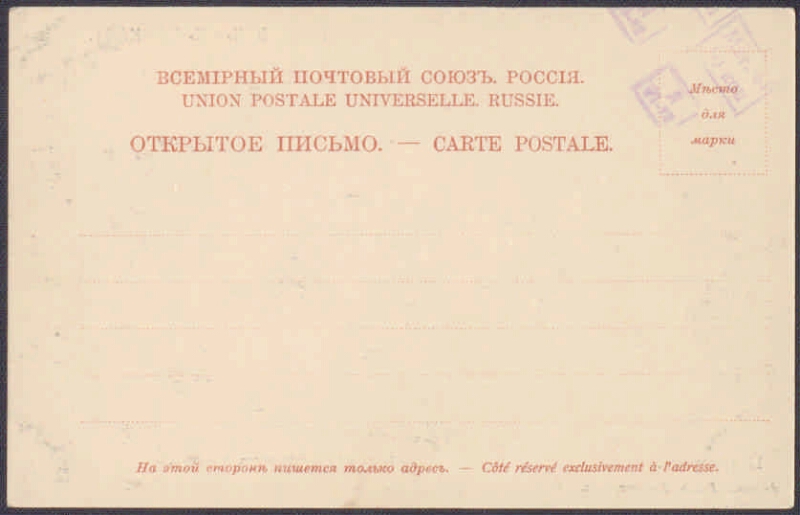 ВСЕМІРНЫЙ ПОЧТОВЫЙ СОЮЗЪ. РОССІЯ.
UNION POSTALE UNIVERSELLE. RUSSIE.
ОТКРЫТОЕ ПИСЬМО. — CARTE POSTALE.
Мѣсто
для
марки
На этой сторонѣ пишется только адресъ. — Côté réservé exclusivement à l'adresse.